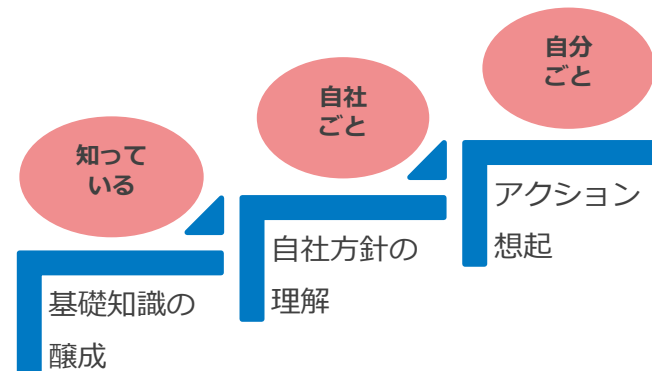 知って
いる
基礎知識の
醸成
自社
ごと
自社方針の
理解
自分
ごと
アクション
想起